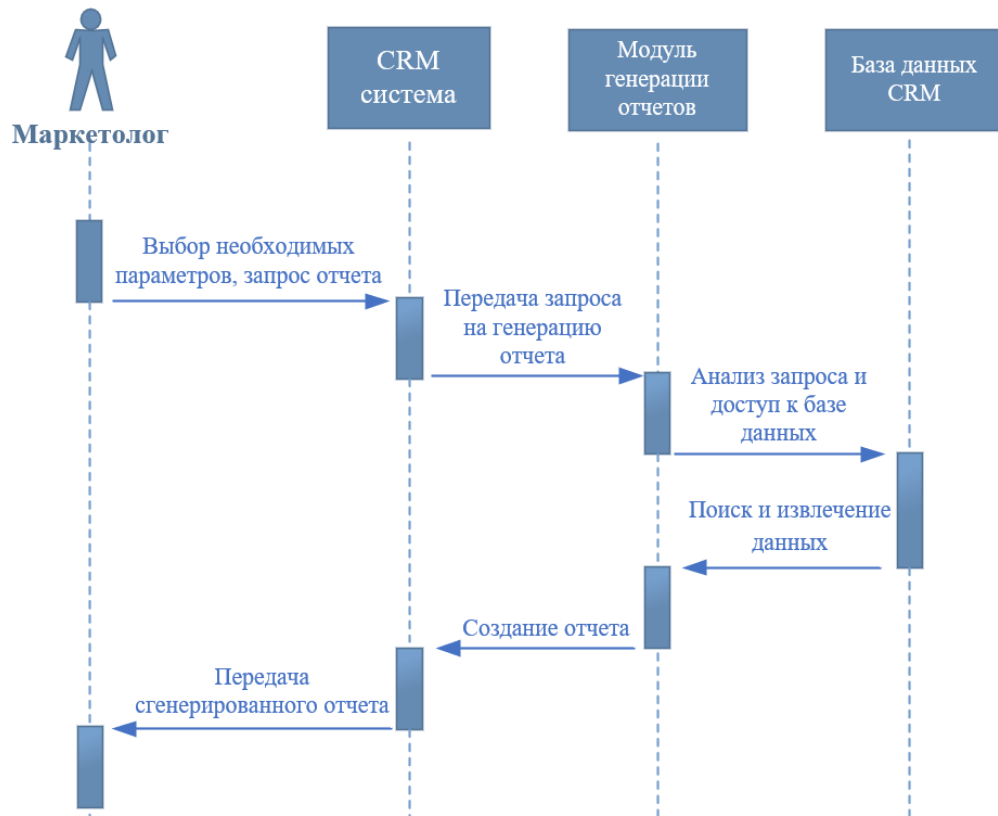 Маркетолог
CRM
система
Модуль
генерации
отчетов
База данных
CRM
Выбор необходимых
параметров, запрос отчета
Передача запроса
на генерацию
отчета
Анализ запроса и
доступ к базе
данных
Поиск и извлечение
данных
Создание отчета
Передача
сгенерированного отчета